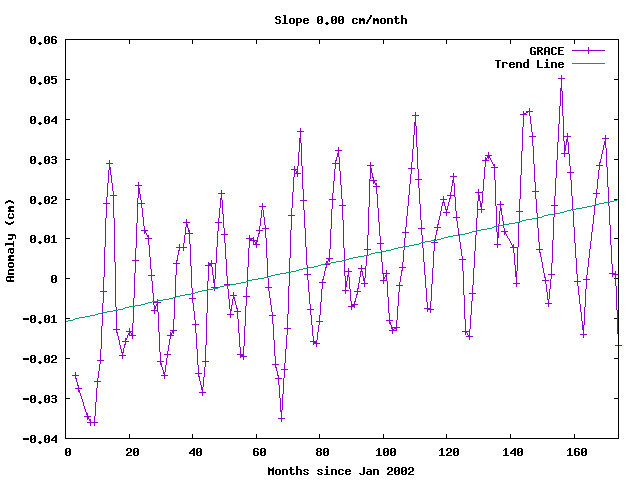 Slope 0.00 cm/month
0.06
0.05
0.04
0.03
0.02
0.01
0
-0.01
-0.02
-0.03
-0.04
Anomaly (cm)
GRACE
Trend Line
0 20 40 60 80 100 120 140 160
Months since Jan 2002